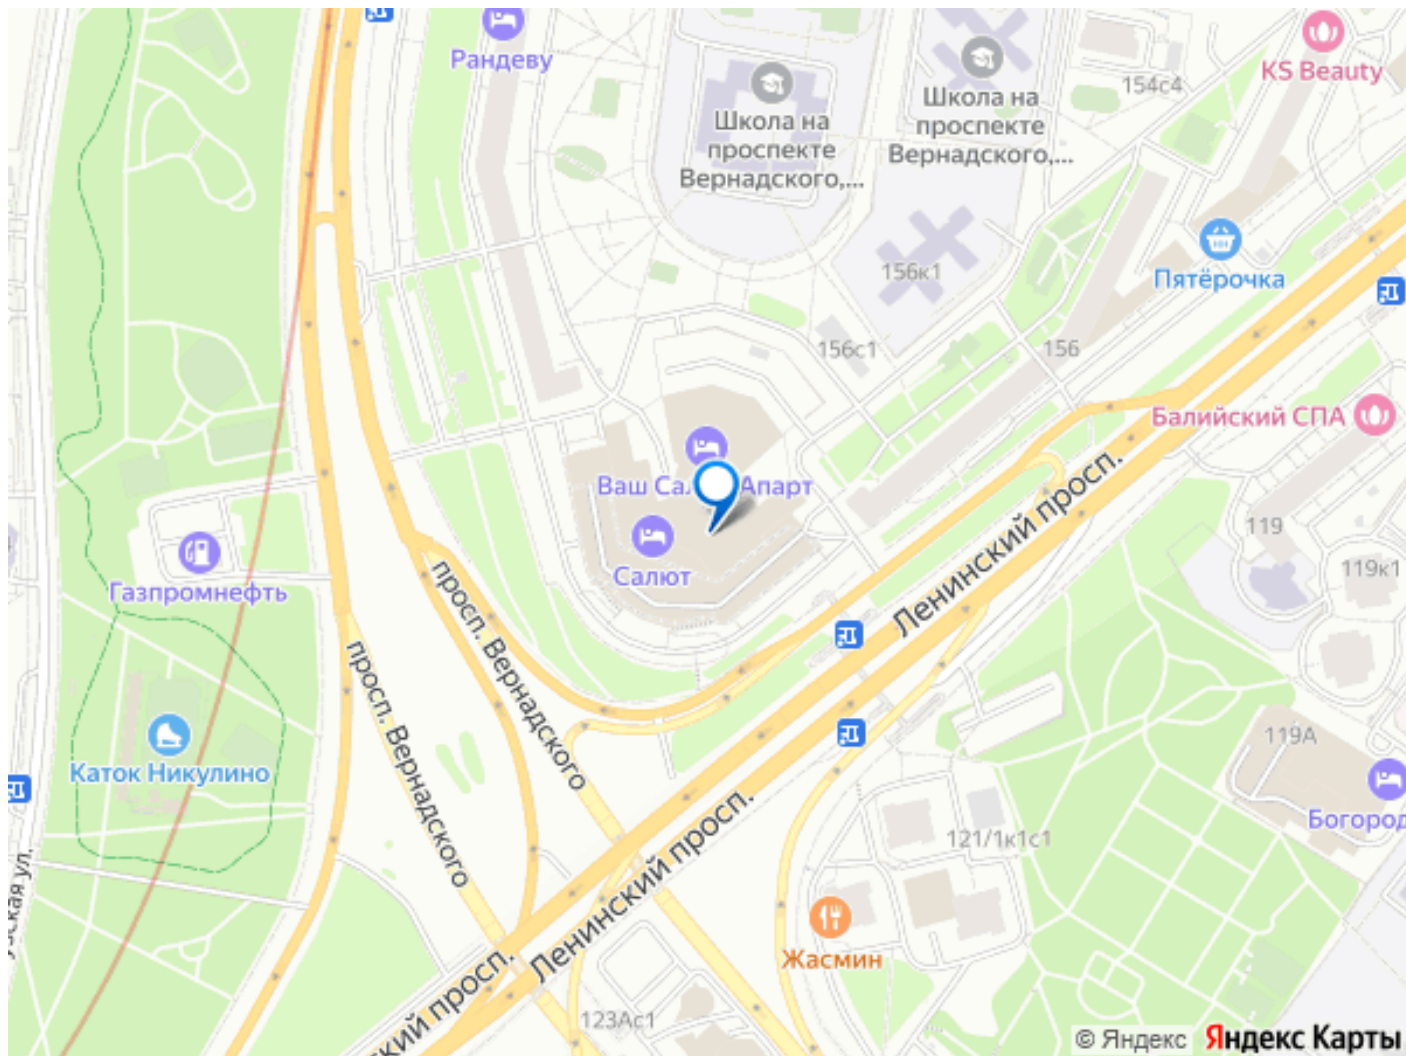 Рандеву
KS Beauty
154с4
Школа на
проспекте
Вернадского,...
Школа на
проспекте
Вернадского,...
156к1
Пятёрочка
156с1
156
Балийский СПА
Ваш Са
Апарт
Салют
Газпромнефть
просп. Вернадского
Ленинский просп.
119
119к1
просп. Вернадского
Каток Никулино
119А
Богород
Ленинский просп.
121/1к1с1
Жасмин
ский просп.
123Ас1
ул.
© Яндекс
Яндекс Карты